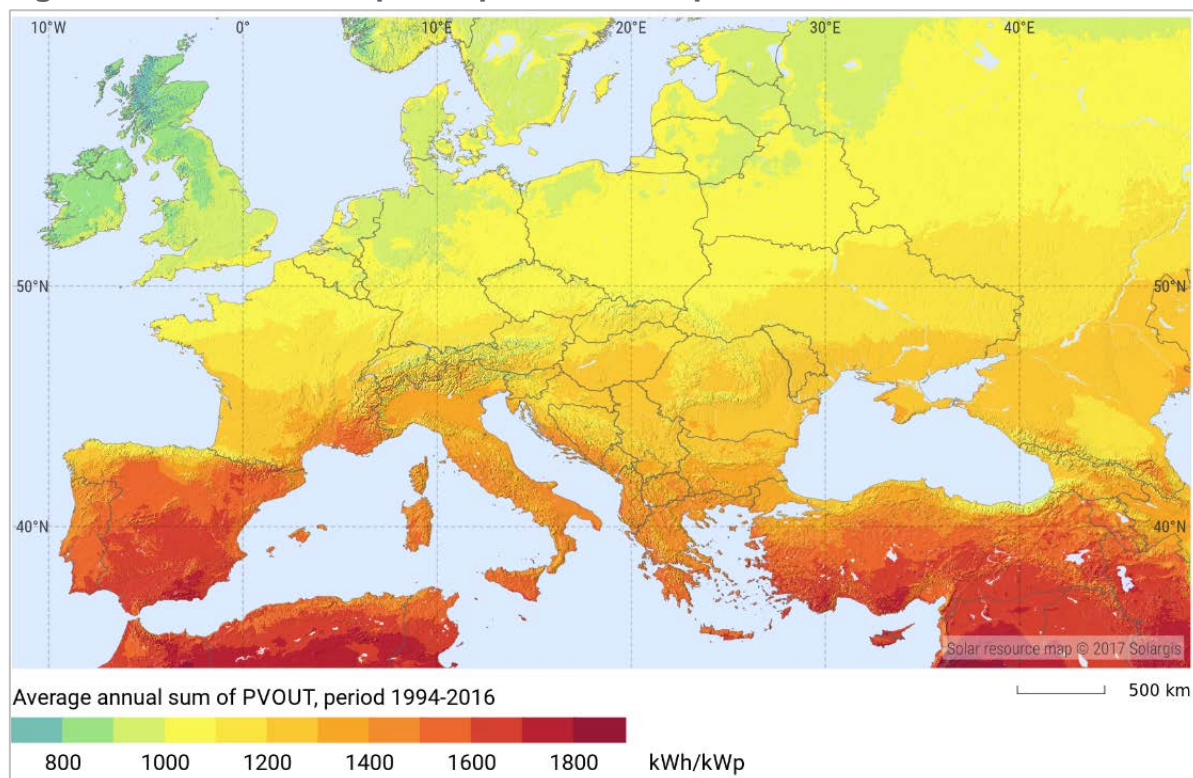 10°W 0° 10°E 20°E 30°E 40°E
50°N 50°N
40°N 40°N
Solar resource map © 2017 Solargis
Average annual sum of PVOUT, period 1994-2016
500 km
800 1000 1200 1400 1600 1800 kWh/kWp